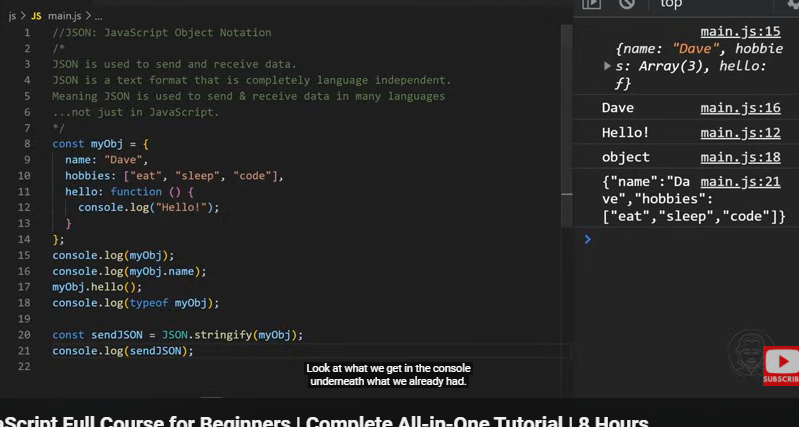 js > JS main.js > ...
1 //JSON: JavaScript Object Notation
2 /*
3 JSON is used to send and receive data.
4 JSON is a text format that is completely language independent.
5 Meaning JSON is used to send & receive data in many languages
6 ...not just in JavaScript.
7 */
8 const myObj = {
9 name: "Dave",
10 hobbies: ["eat", "sleep", "code"],
11 hello: function () {
12 console.log("Hello!");
13 }
14 };
15 console.log(myObj);
16 console.log(myObj.name);
17 myObj.hello();
18 console.log(typeof myObj);
19
20 const sendJSON = JSON.stringify(myObj);
21 console.log(sendJSON);
22
top
main.js:15
{name: "Dave", hobbie
s: Array(3), hello:
f}
Dave main.js:16
Hello! main.js:12
object main.js:18
{"name":"Da main.js:21
ve","hobbies":
["eat","sleep","code"]}
>
Look at what we get in the console
underneath what we already had.
SUBSCRIB
aScript Full Course for Beginners | Complete All-in-One Tutorial | 8 Hours